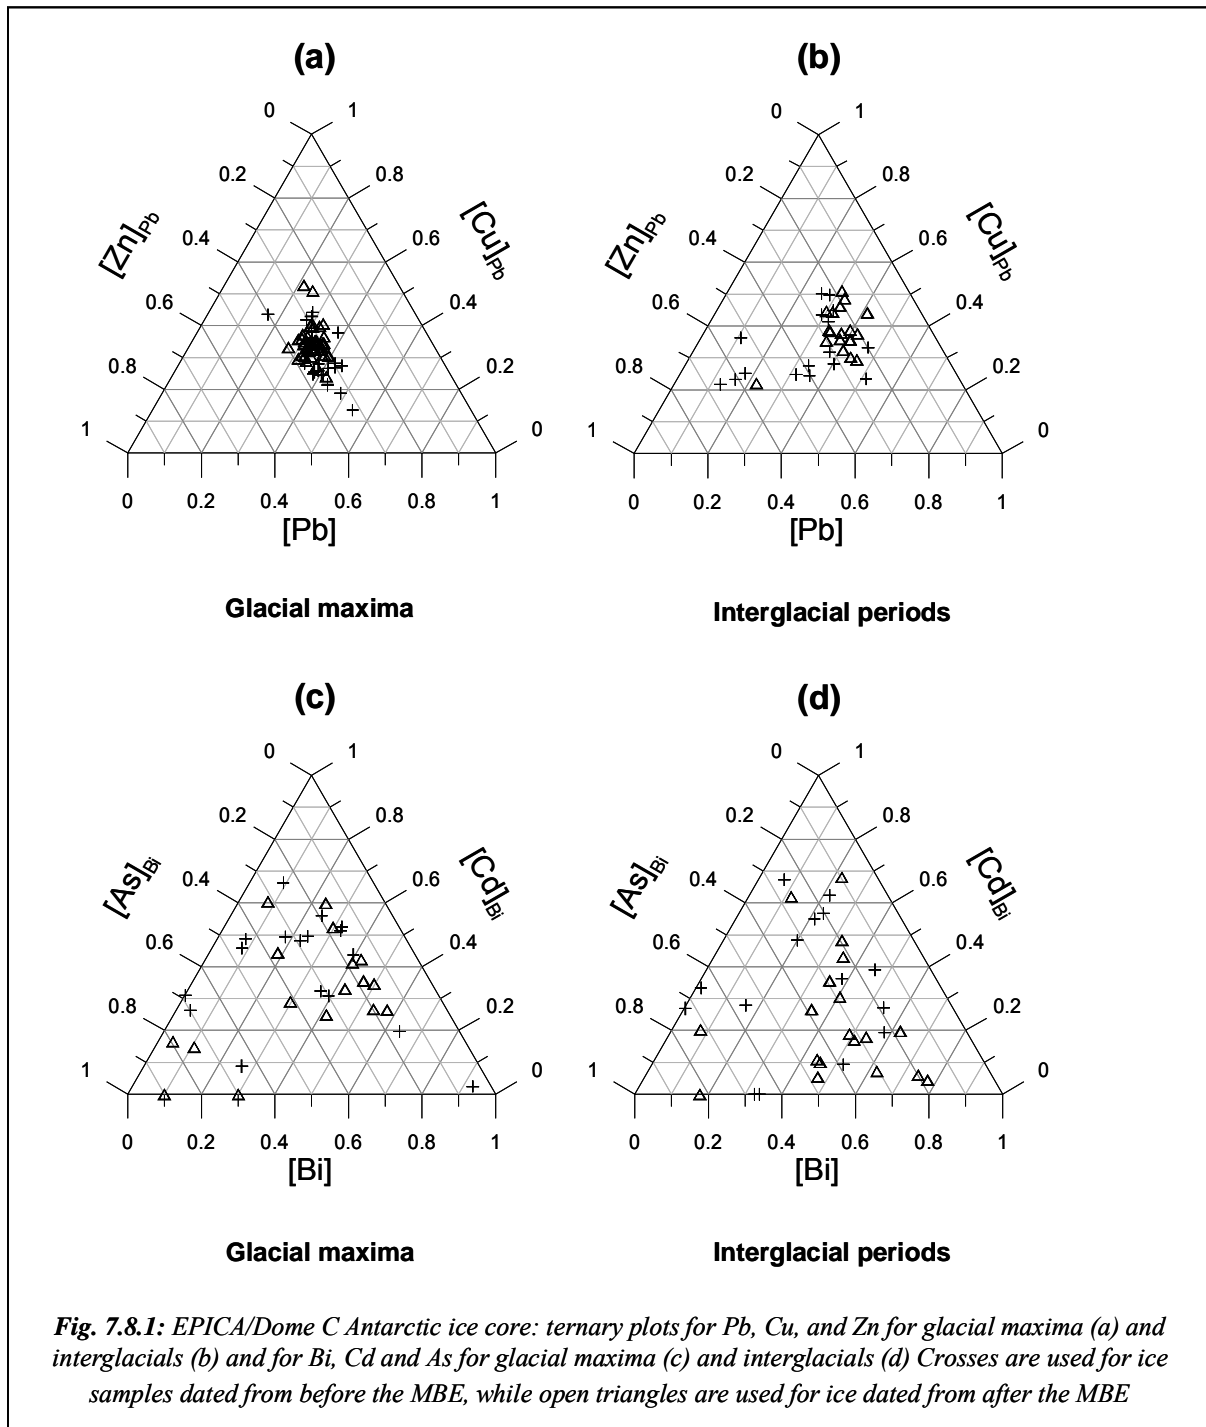 (a)
(b)
0 1
0.2 0.8
[Zn]Pb [Cu]Pb
0.4 0.6
0.6 0.4
0.8 0.2
1 0
0 0.2 0.4 0.6 0.8 1
[Pb]
Glacial maxima
0 1
0.2 0.8
[Zn]Pb [Cu]Pb
0.4 0.6
0.6 0.4
0.8 0.2
1 0
0 0.2 0.4 0.6 0.8 1
[Pb]
Interglacial periods
(c)
(d)
0 1
0.2 0.8
[As]Bi [Cd]Bi
0.4 0.6
0.6 0.4
0.8 0.2
1 0
0 0.2 0.4 0.6 0.8 1
[Bi]
Glacial maxima
0 1
0.2 0.8
[As]Bi [Cd]Bi
0.4 0.6
0.6 0.4
0.8 0.2
1 0
0 0.2 0.4 0.6 0.8 1
[Bi]
Interglacial periods
Fig. 7.8.1: EPICA/Dome C Antarctic ice core: ternary plots for Pb, Cu, and Zn for glacial maxima (a) and
interglacials (b) and for Bi, Cd and As for glacial maxima (c) and interglacials (d) Crosses are used for ice
samples dated from before the MBE, while open triangles are used for ice dated from after the MBE